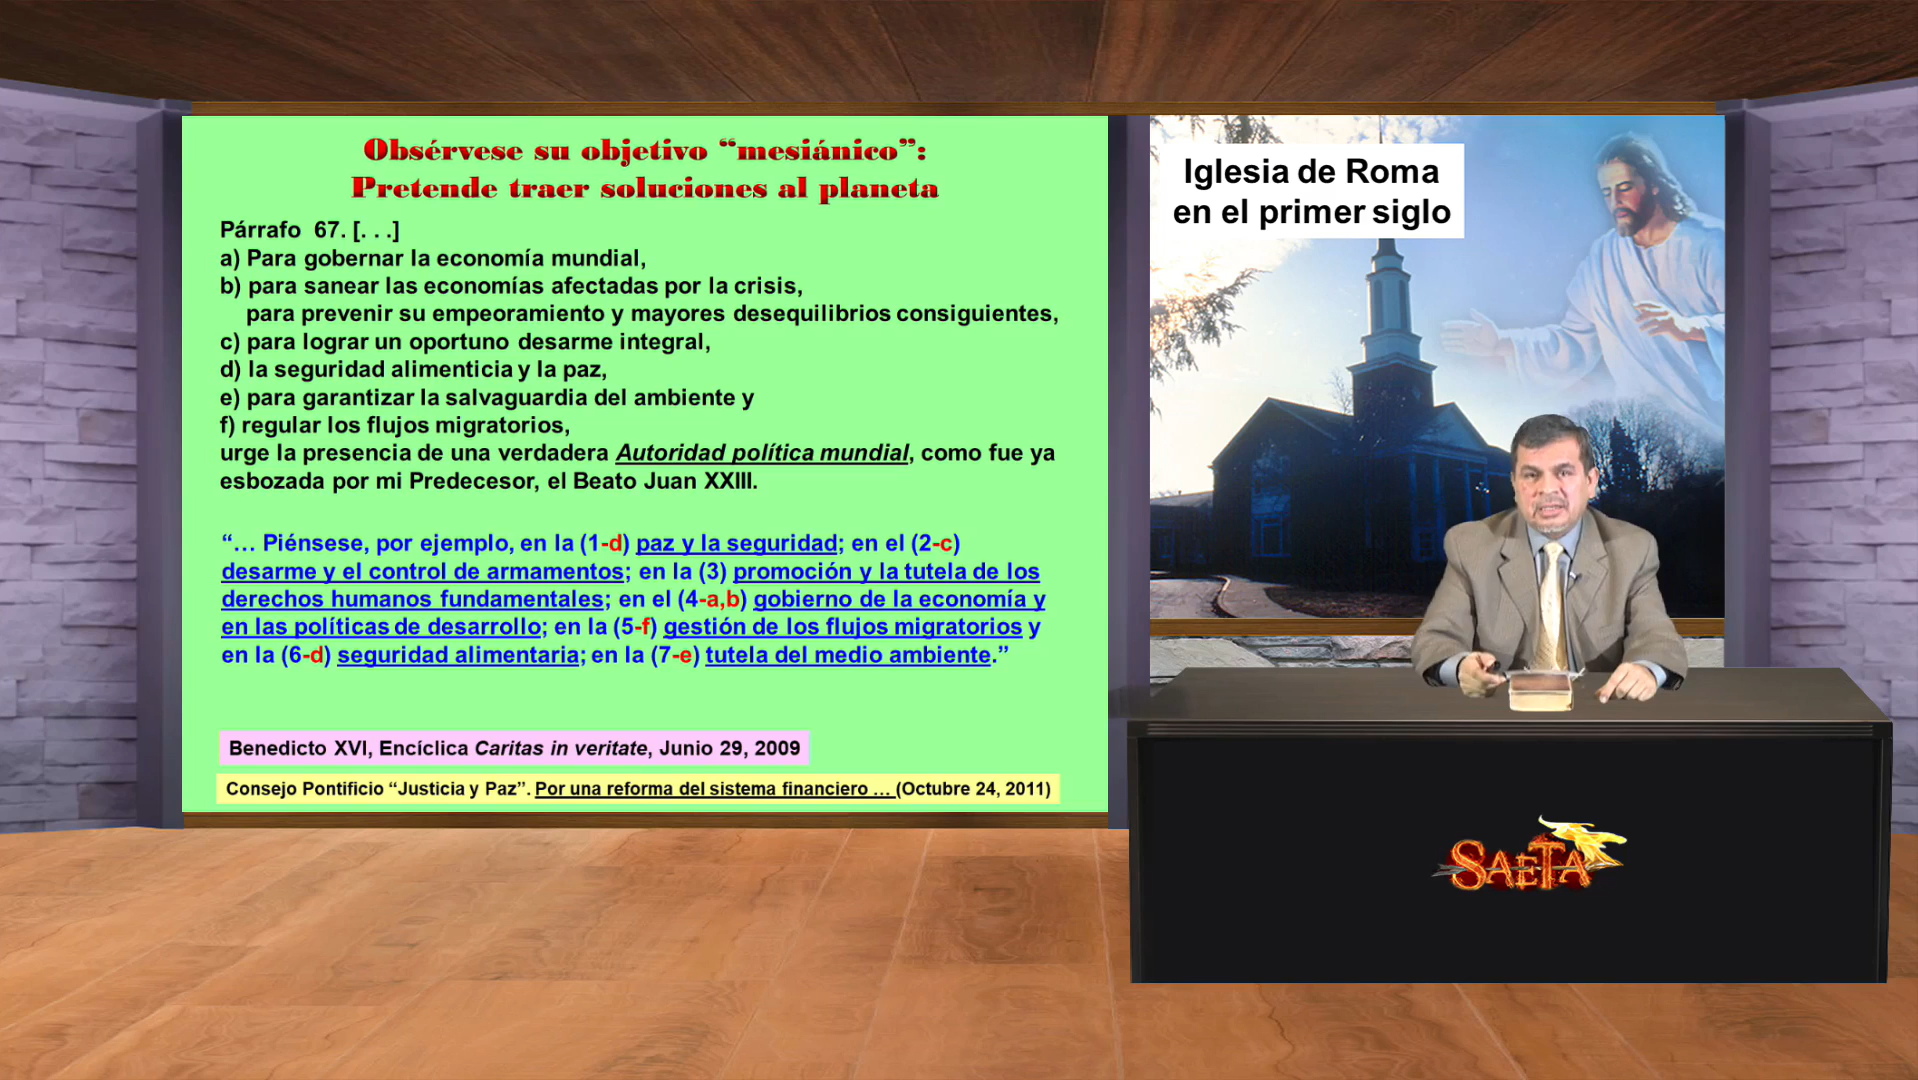 Obsérvese su objetivo “mesiánico”:
Pretende traer soluciones al planeta
Párrafo 67. [. . .]
a) Para gobernar la economía mundial,
b) para sanear las economías afectadas por la crisis,
para prevenir su empeoramiento y mayores desequilibrios consiguientes,
c) para lograr un oportuno desarme integral,
d) la seguridad alimenticia y la paz,
e) para garantizar la salvaguardia del ambiente y
f) regular los flujos migratorios,
urge la presencia de una verdadera Autoridad política mundial, como fue ya
esbozada por mi Predecesor, el Beato Juan XXIII.
“… Piénsese, por ejemplo, en la (1-d) paz y la seguridad; en el (2-c)
desarme y el control de armamentos; en la (3) promoción y la tutela de los
derechos humanos fundamentales; en el (4-a,b) gobierno de la economía y
en las políticas de desarrollo; en la (5-f) gestión de los flujos migratorios y
en la (6-d) seguridad alimentaria; en la (7-e) tutela del medio ambiente.”
Benedicto XVI, Encíclica Caritas in veritate, Junio 29, 2009
Consejo Pontificio “Justicia y Paz”. Por una reforma del sistema financiero … (Octubre 24, 2011)
Iglesia de Roma
en el primer siglo
SAETA